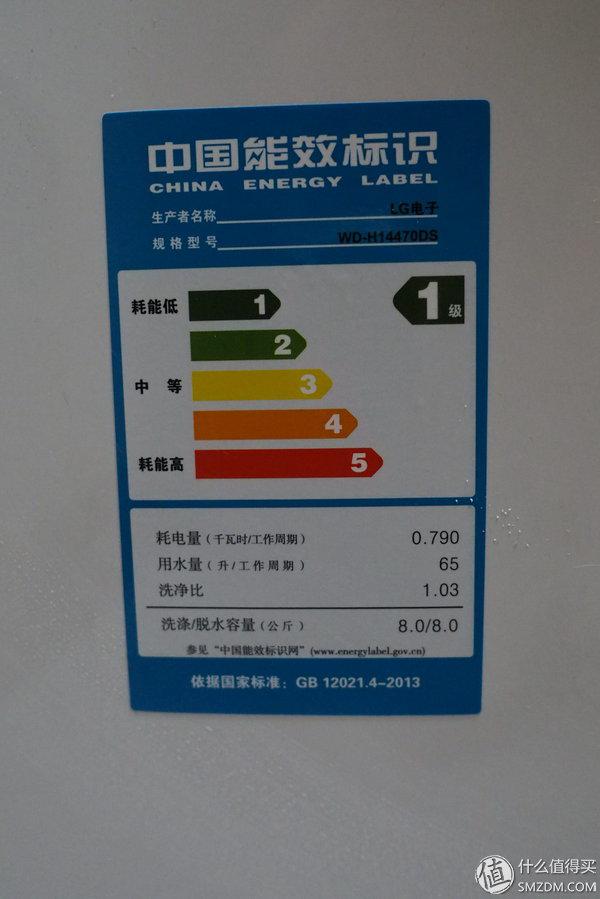 中国能效标识
CHINA ENERGY LABEL
生产者名称 LG电子
规格型号 WD-H14470DS
耗能低 1 1级
2
中等 3
4
耗能高 5
耗电量(千瓦时/工作周期) 0.790
用水量(升/工作周期) 65
洗净比 1.03
洗涤/脱水容量(公斤) 8.0/8.0
参见“中国能效标识网”(www.energylabel.gov.cn)
依据国家标准：GB 12021.4-2013
值 什么值得买
SMZDM.COM